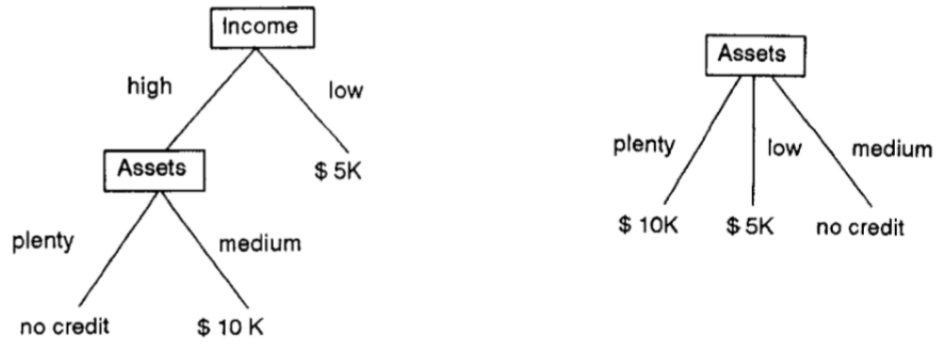 Income
high
low
Assets
$ 5K
plenty
medium
no credit
$ 10 K
Assets
plenty
low
medium
$ 10K
$ 5K
no credit